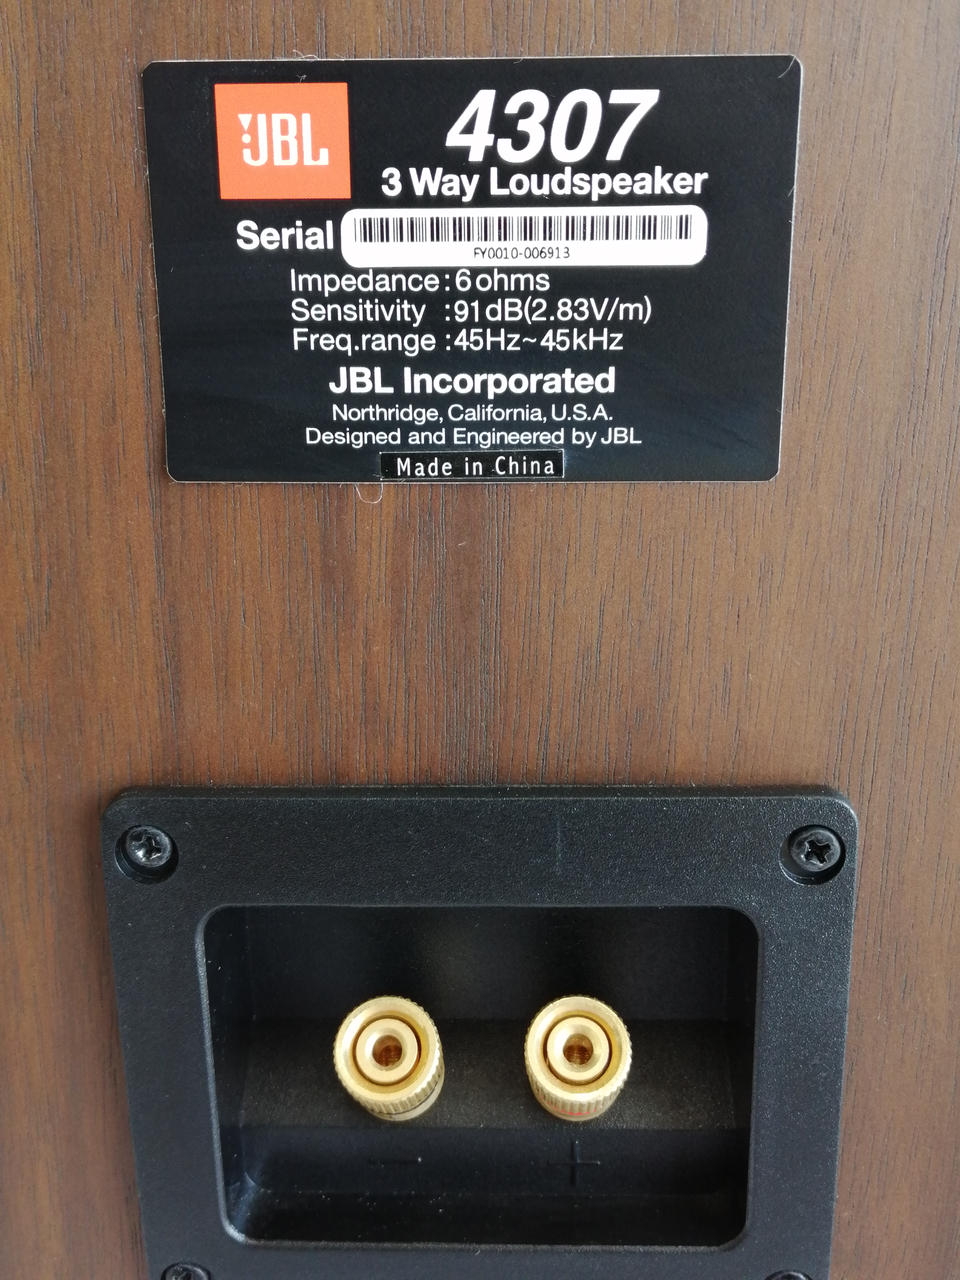 JBL
4307
3 Way Loudspeaker
Serial
FY0010-006913
Impedance : 6 ohms
Sensitivity : 91 dB(2.83V/m)
Freq.range : 45Hz~45kHz
JBL Incorporated
Northridge, California, U.S.A.
Designed and Engineered by JBL
Made in China
− +